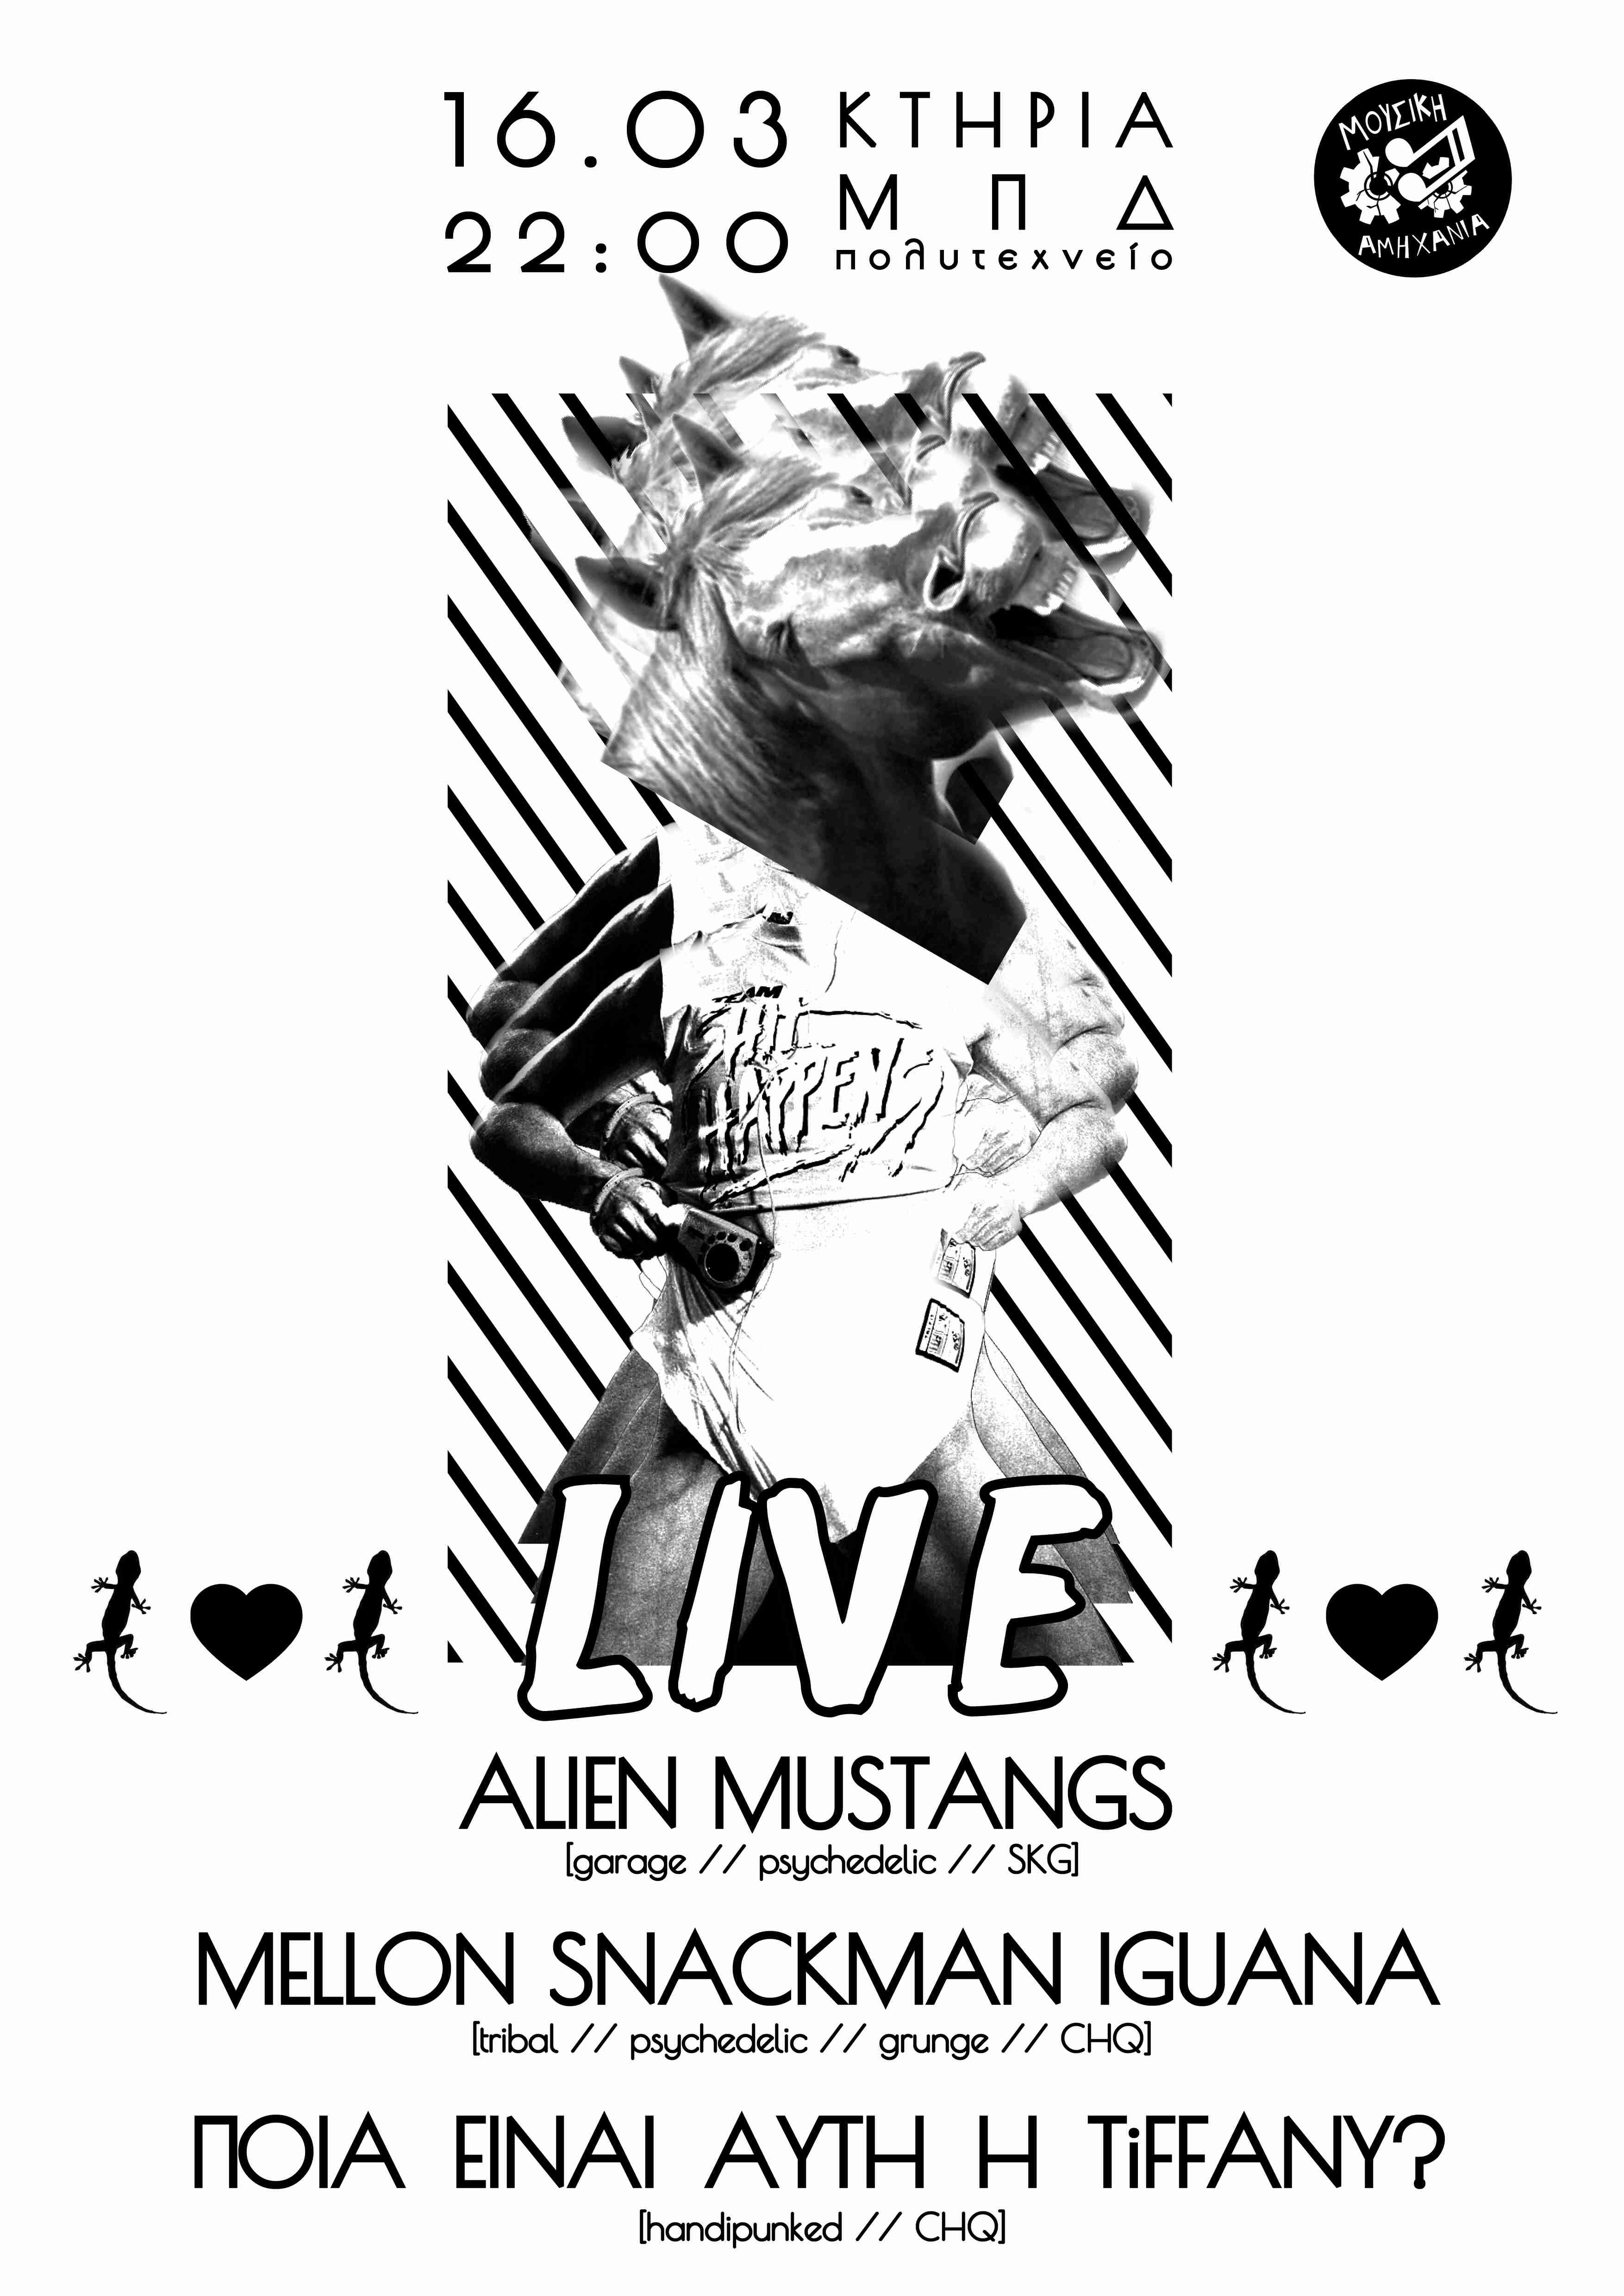 16.03
22:00
ΚΤΗΡΙΑ
Μ Π Δ
πολυτεχνείο
ΜΟΥΣΙΚΗ
ΑΜΗΧΑΝΙΑ
TEAM
SHIT
HAPPENS
LIVE
ALIEN MUSTANGS
[garage // psychedelic // SKG]
MELLON SNACKMAN IGUANA
[tribal // psychedelic // grunge // CHQ]
ΠΟΙΑ ΕΙΝΑΙ ΑΥΤΗ Η TiFFANY?
[handipunked // CHQ]